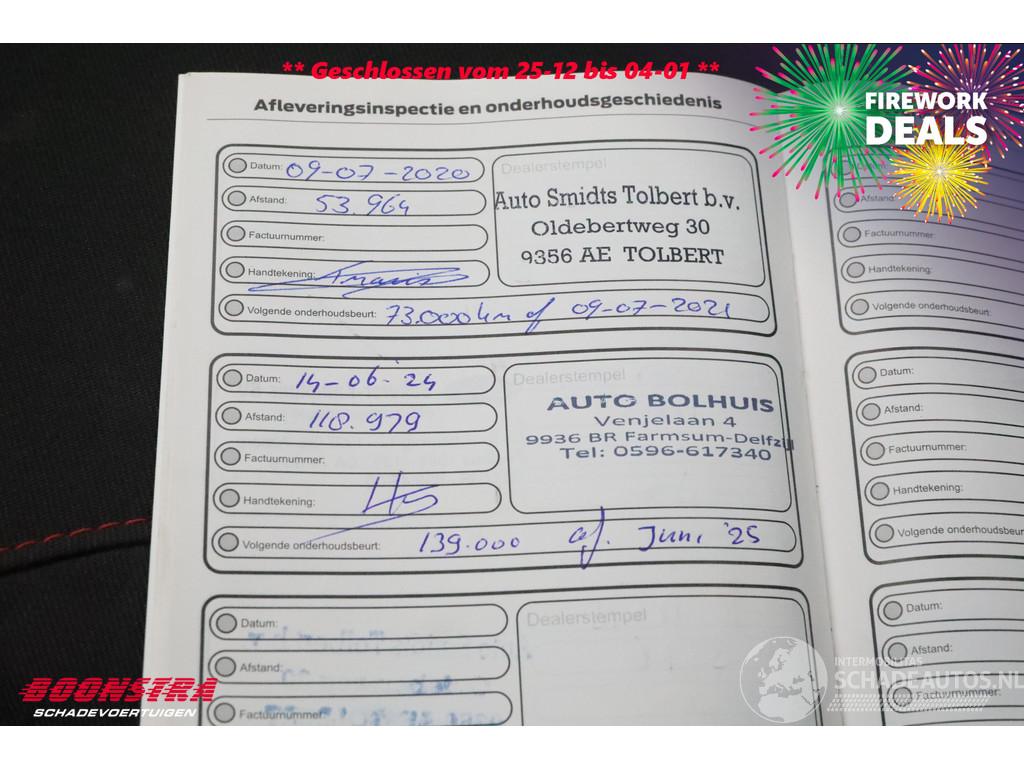 ** Geschlossen vom 25-12 bis 04-01 **
FIREWORK
DEALS
Afleveringsinspectie en onderhoudsgeschiedenis
Datum: 09-07-2020
Afstand: 53.964
Factuurnummer:
Handtekening:
Volgende onderhoudsbeurt: 73.000 km of 09-07-2021
Dealerstempel
Auto Smidts Tolbert b.v.
Oldebertweg 30
9356 AE TOLBERT
Datum: 14-06-24
Afstand: 118.979
Factuurnummer:
Handtekening:
Volgende onderhoudsbeurt: 139.000 of. Juni '25
Dealerstempel
AUTO BOLHUIS
Venjelaan 4
9936 BR Farmsum-Delfzijl
Tel: 0596-617340
Datum:
Afstand:
Factuurnummer:
Dealerstempel
Afstand:
Factuurnummer:
Handtekening:
Volgende onderhoudsbeurt:
Datum:
Afstand:
Factuurnummer:
Handtekening:
Volgende onderhoudsbeur
Datum:
Afstand:
Factuurnummer:
BOONSTRA
SCHADEVOERTUIGEN
INTERMOBILITAS
SCHADEAUTOS.NL